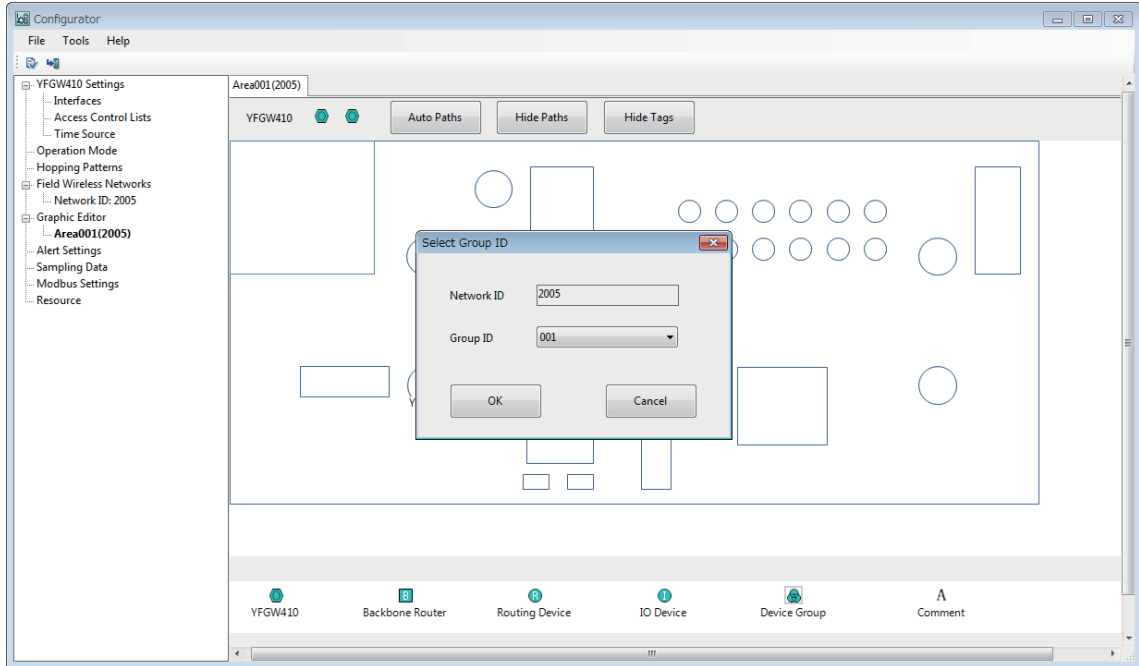 Configurator
File Tools Help
YFGW410 Settings
Interfaces
Access Control Lists
Time Source
Operation Mode
Hopping Patterns
Field Wireless Networks
Network ID: 2005
Graphic Editor
Area001(2005)
Alert Settings
Sampling Data
Modbus Settings
Resource
Area001(2005)
YFGW410 Auto Paths Hide Paths Hide Tags
Select Group ID
Network ID 2005
Group ID 001
OK Cancel
Y
B R I A
YFGW410 Backbone Router Routing Device IO Device Device Group Comment